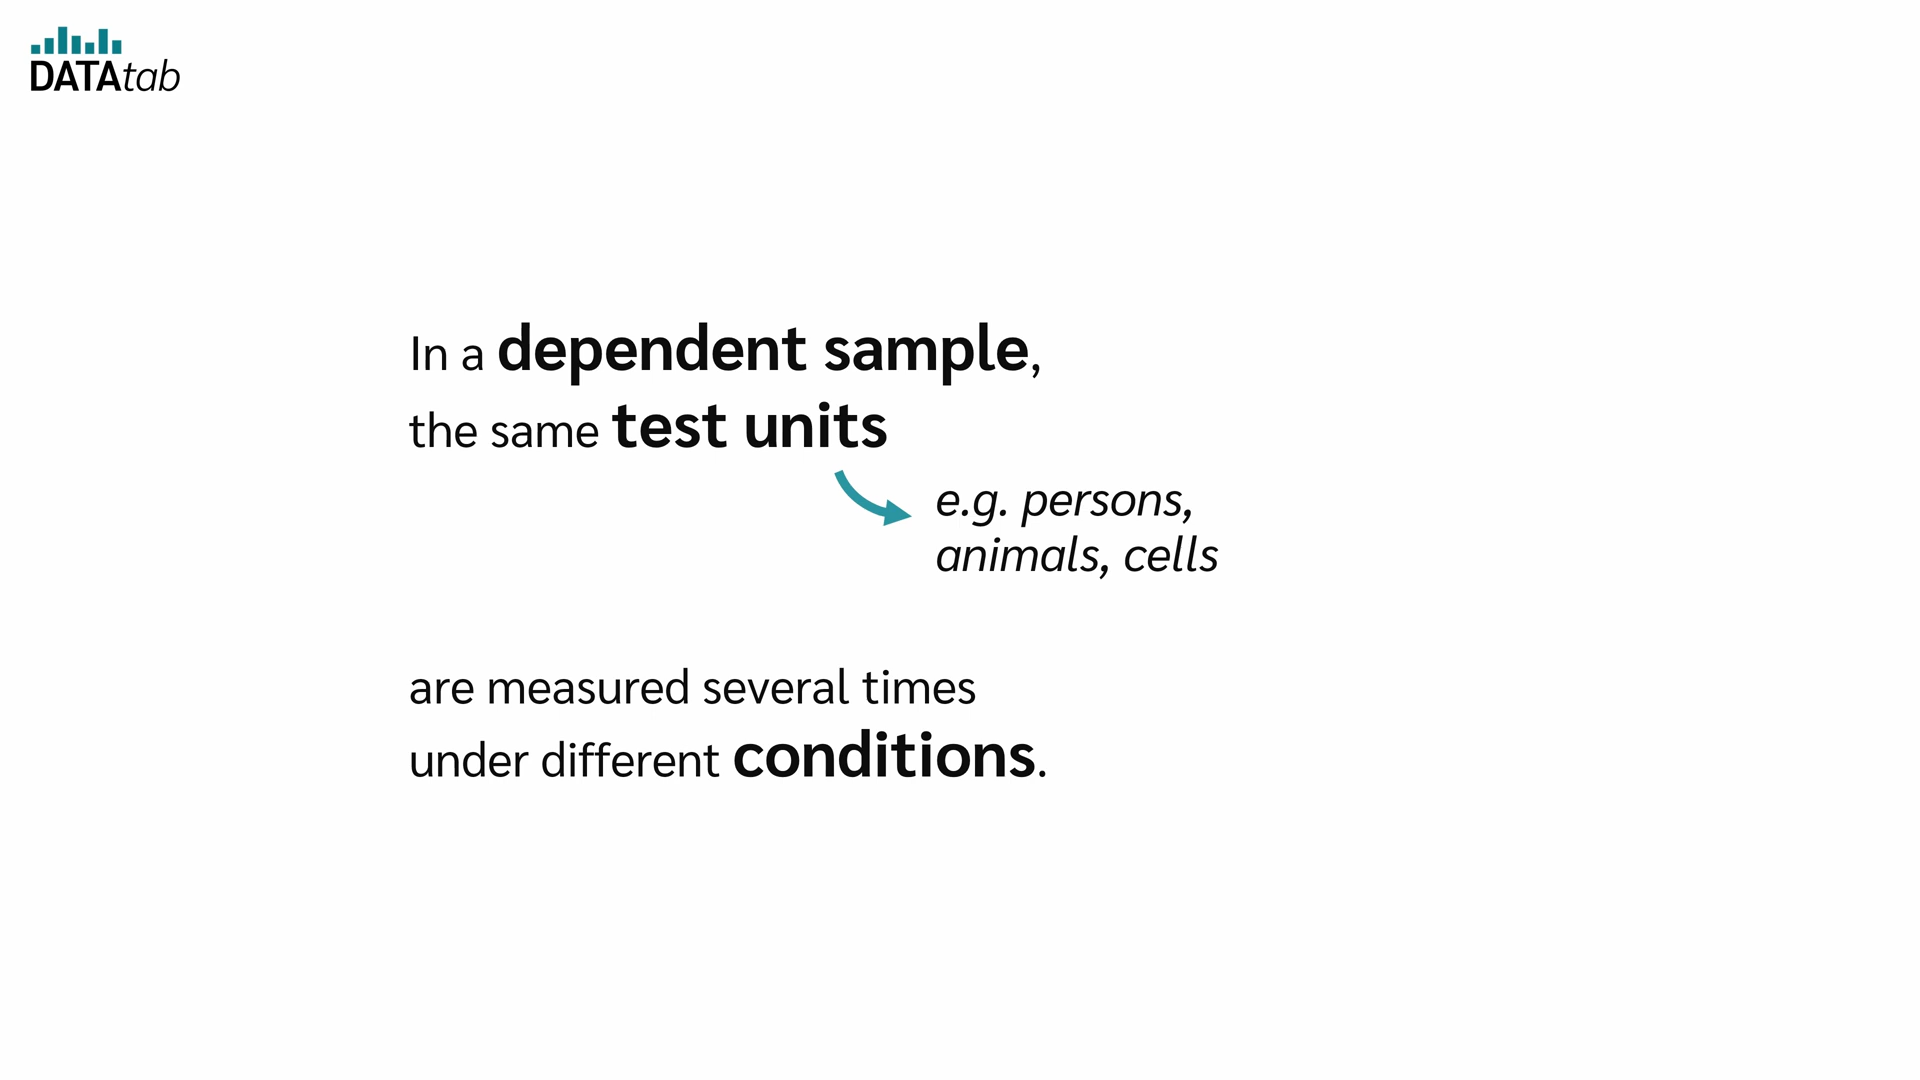 DATAtab
In a dependent sample,
the same test units
e.g. persons,
animals, cells
are measured several times
under different conditions.